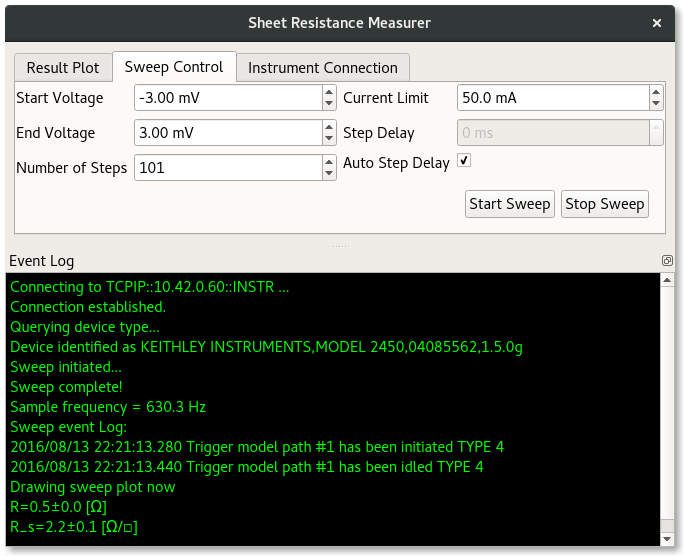 Sheet Resistance Measurer ×
Result Plot Sweep Control Instrument Connection
Start Voltage -3.00 mV Current Limit 50.0 mA
End Voltage 3.00 mV Step Delay 0 ms
Number of Steps 101 Auto Step Delay
Start Sweep Stop Sweep
Event Log
Connecting to TCPIP::10.42.0.60::INSTR ...
Connection established.
Querying device type...
Device identified as KEITHLEY INSTRUMENTS,MODEL 2450,04085562,1.5.0g
Sweep initiated...
Sweep complete!
Sample frequency = 630.3 Hz
Sweep event Log:
2016/08/13 22:21:13.280 Trigger model path #1 has been initiated TYPE 4
2016/08/13 22:21:13.440 Trigger model path #1 has been idled TYPE 4
Drawing sweep plot now
R=0.5±0.0 [Ω]
R_s=2.2±0.1 [Ω/□]